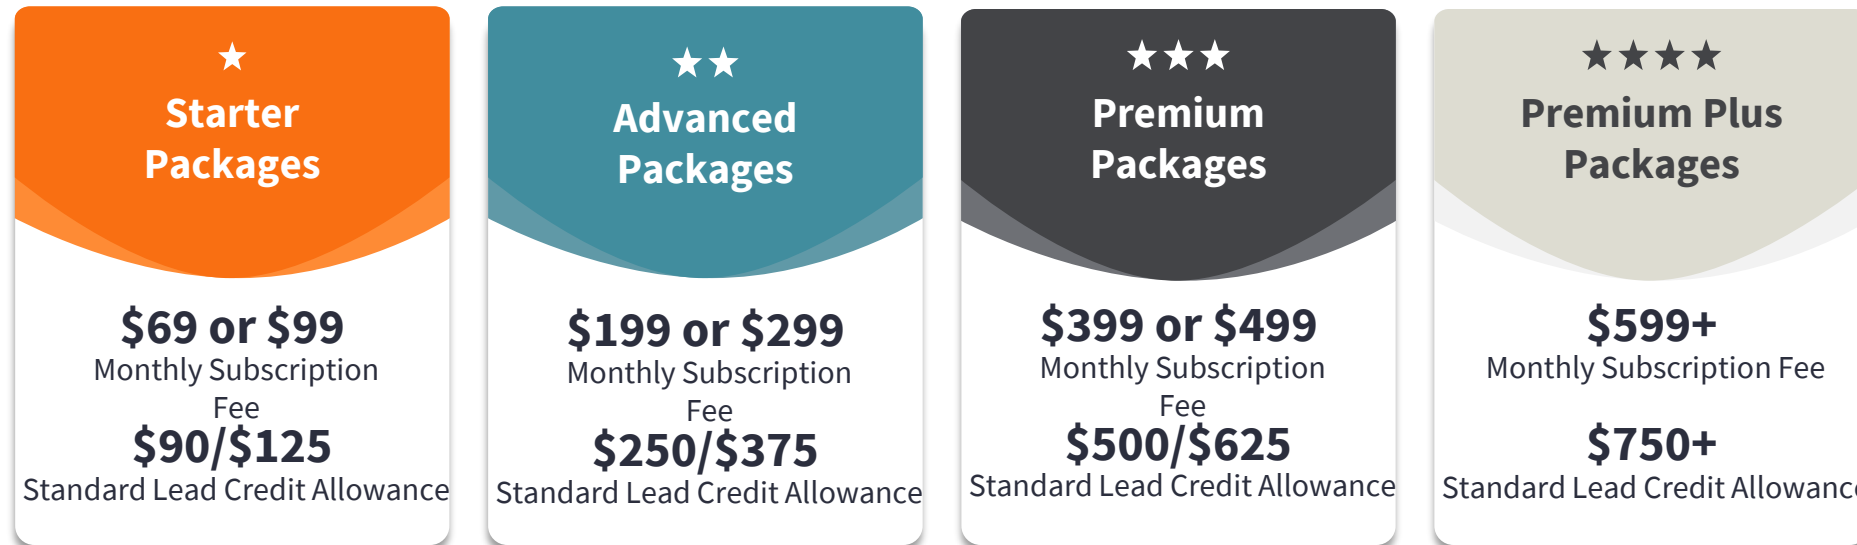 Starter
Packages
$69 or $99
Monthly Subscription
Fee
$90/$125
Standard Lead Credit Allowance
Advanced
Packages
$199 or $299
Monthly Subscription
Fee
$250/$375
Standard Lead Credit Allowance
Premium
Packages
$399 or $499
Monthly Subscription
Fee
$500/$625
Standard Lead Credit Allowance
Premium Plus
Packages
$599+
Monthly Subscription Fee
$750+
Standard Lead Credit Allowance